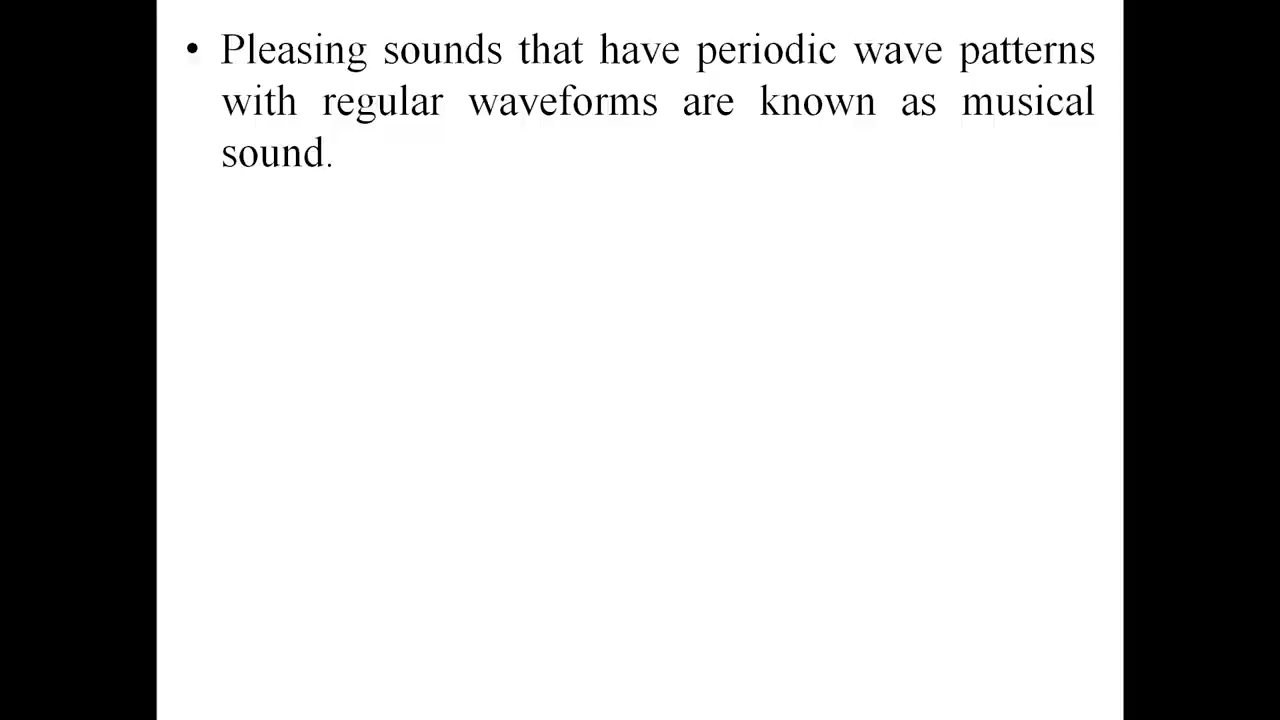 • Pleasing sounds that have periodic wave patterns
with regular waveforms are known as musical
sound.